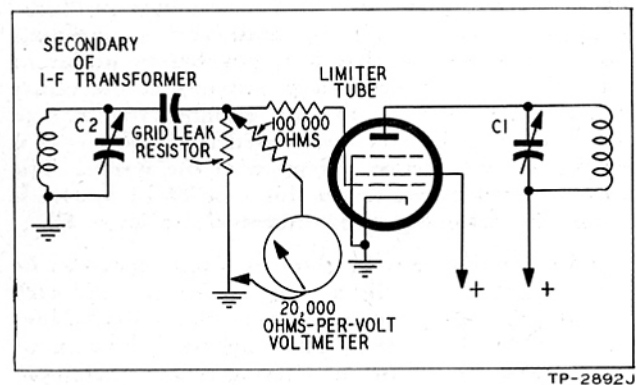 SECONDARY
OF
I-F TRANSFORMER
C2
GRID LEAK
RESISTOR
100 000
OHMS
LIMITER
TUBE
C1
20,000
OHMS-PER-VOLT
VOLTMETER
+
+
TP-2892J